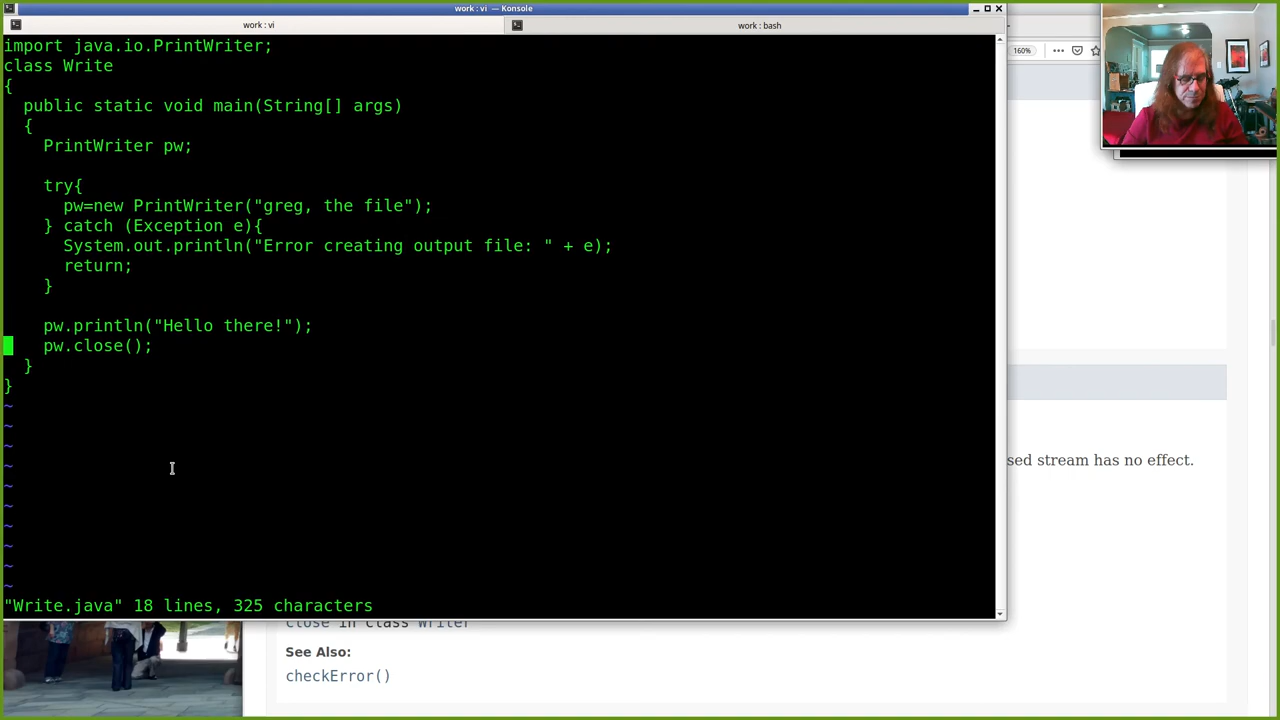 work : vi — Konsole
work : vi
work : bash
import java.io.PrintWriter;
class Write
{
public static void main(String[] args)
{
PrintWriter pw;
try{
pw=new PrintWriter("greg, the file");
} catch (Exception e){
System.out.println("Error creating output file: " + e);
return;
}
pw.println("Hello there!");
pw.close();
}
}
~
~
~
~
~
~
~
~
~
~
"Write.java" 18 lines, 325 characters
160%
sed stream has no effect.
close in class Writer
See Also:
checkError()